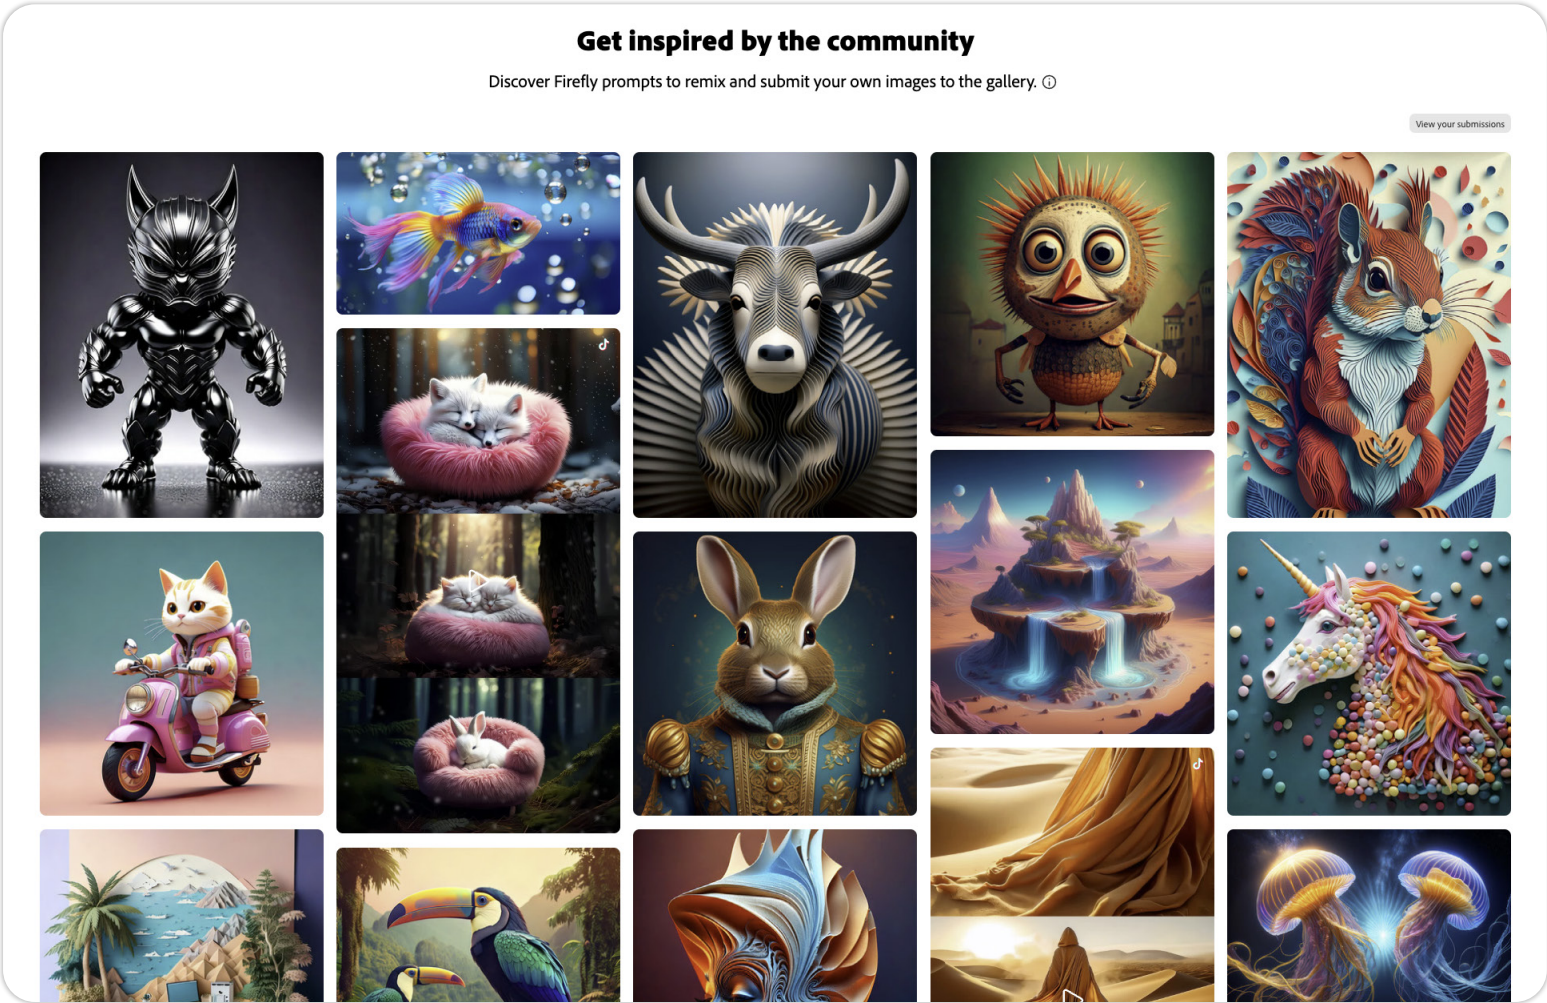 Get inspired by the community
Discover Firefly prompts to remix and submit your own images to the gallery.
View your submissions